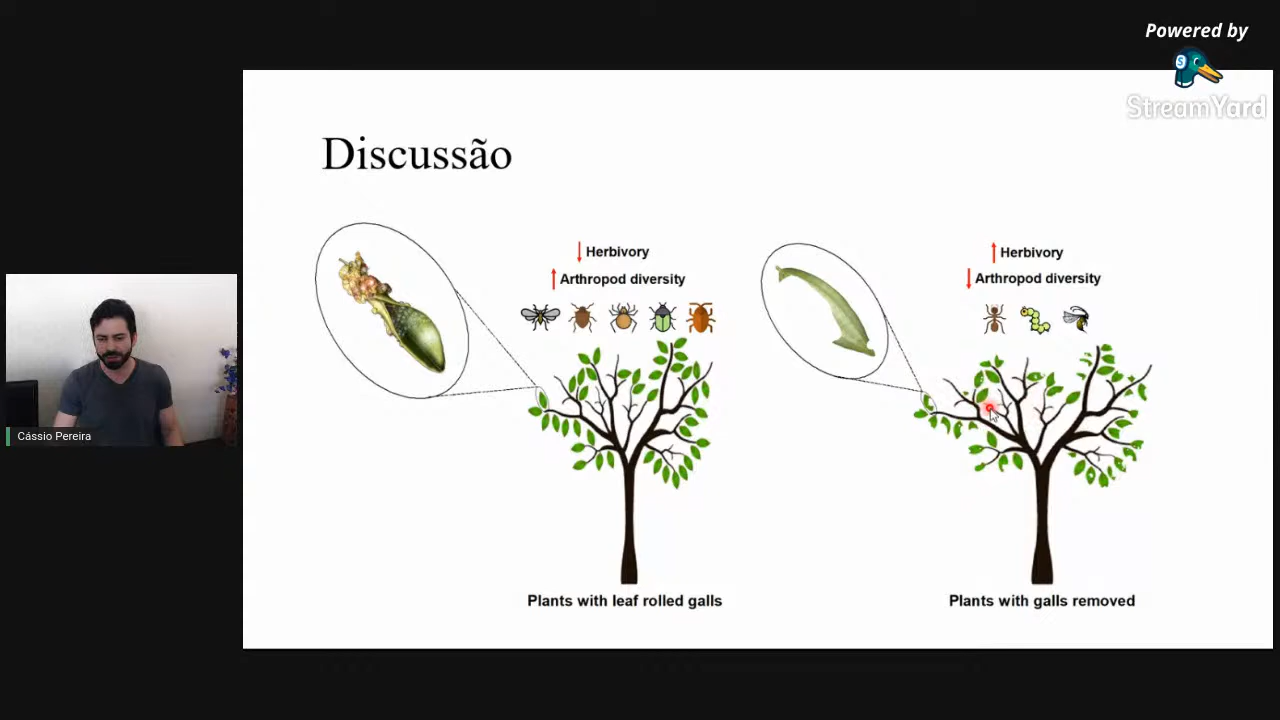 Powered by
S
StreamYard
Discussão
Herbivory
Arthropod diversity
Herbivory
Arthropod diversity
Cássio Pereira
Plants with leaf rolled galls
Plants with galls removed